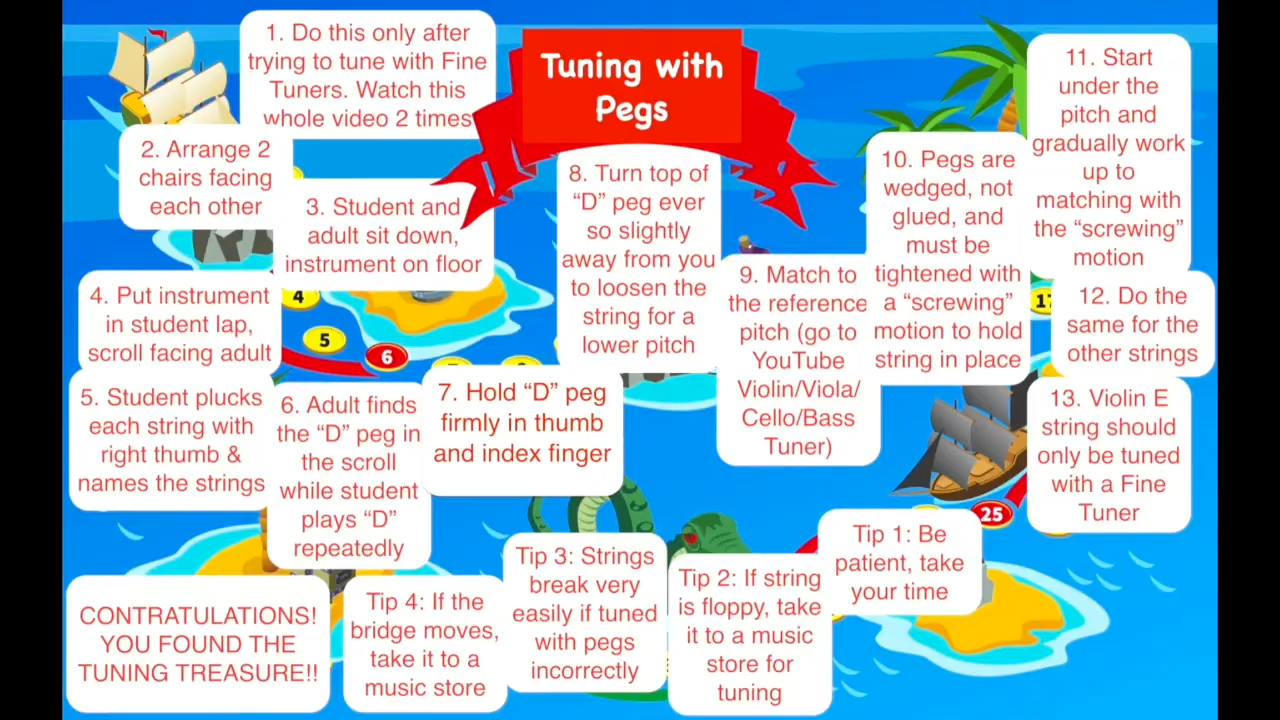 Tuning with
Pegs
1. Do this only after
trying to tune with Fine
Tuners. Watch this
whole video 2 times
2. Arrange 2
chairs facing
each other
3. Student and
adult sit down,
instrument on floor
4. Put instrument
in student lap,
scroll facing adult
5. Student plucks
each string with
right thumb &
names the strings
6. Adult finds
the “D” peg in
the scroll
while student
plays “D”
repeatedly
7. Hold “D” peg
firmly in thumb
and index finger
8. Turn top of
“D” peg ever
so slightly
away from you
to loosen the
string for a
lower pitch
9. Match to
the reference
pitch (go to
YouTube
Violin/Viola/
Cello/Bass
Tuner)
10. Pegs are
wedged, not
glued, and
must be
tightened with
a “screwing”
motion to hold
string in place
11. Start
under the
pitch and
gradually work
up to
matching with
the “screwing”
motion
12. Do the
same for the
other strings
13. Violin E
string should
only be tuned
with a Fine
Tuner
Tip 1: Be
patient, take
your time
Tip 2: If string
is floppy, take
it to a music
store for
tuning
Tip 3: Strings
break very
easily if tuned
with pegs
incorrectly
Tip 4: If the
bridge moves,
take it to a
music store
CONTRATULATIONS!
YOU FOUND THE
TUNING TREASURE!!
4
5
6
25